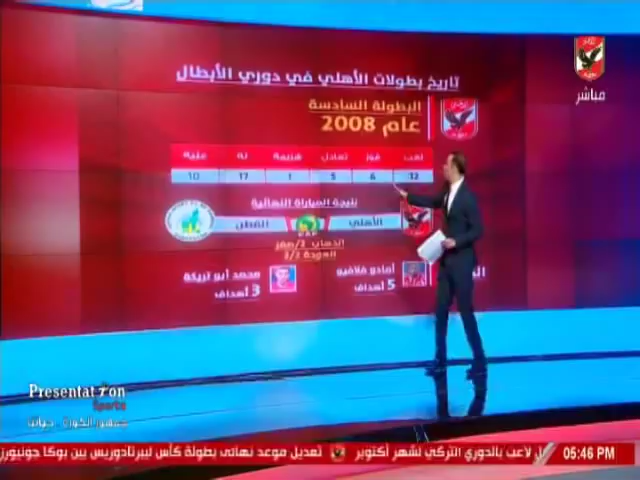 تاريخ بطولات الأهلي في دوري الأبطال
البطولة السادسة
عام 2008
لعب فوز تعادل هزيمة له عليه
12 6 5 1 17 10
نتيجة المباراة النهائية
الأهلي القطن
الذهاب 2/صفر
العودة 2/2
أمادو فلافيو
5 أهداف
محمد أبو تريكة
3 أهداف
مباشر
Presentation
Sports
جمهور الكورة .. حياتنا
ل لاعب بالدوري التركي لشهر أكتوبر
تعديل موعد نهائي بطولة كأس ليبرتادوريس بين بوكا جونيورز
05:46 PM